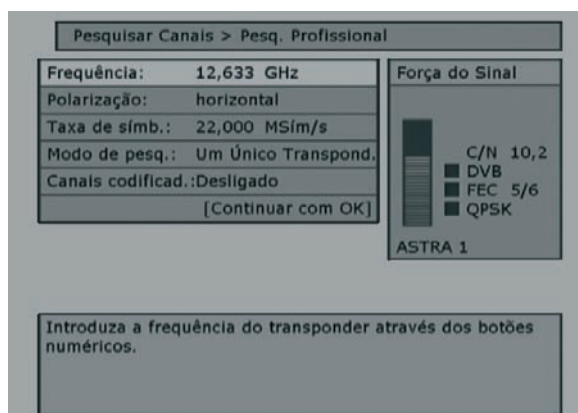 Pesquisar Canais > Pesq. Profissional
Frequência: 12,633 GHz
Polarização: horizontal
Taxa de símb.: 22,000 MSím/s
Modo de pesq.: Um Único Transpond.
Canais codificad.:Desligado
[Continuar com OK]
Força do Sinal
C/N 10,2
DVB
FEC 5/6
QPSK
ASTRA 1
Introduza a frequência do transponder através dos botões
numéricos.